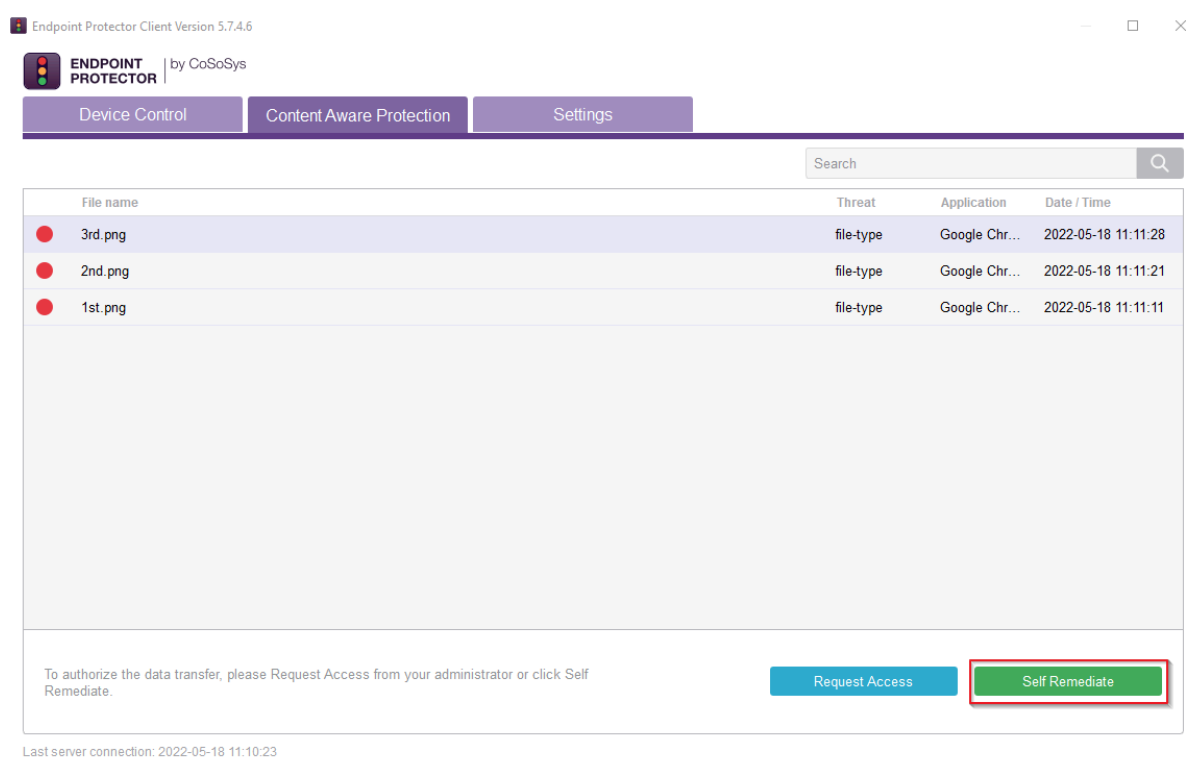 Endpoint Protector Client Version 5.7.4.6
ENDPOINT PROTECTOR | by CoSoSys
Device Control Content Aware Protection Settings
Search
File name Threat Application Date / Time
3rd.png file-type Google Chr... 2022-05-18 11:11:28
2nd.png file-type Google Chr... 2022-05-18 11:11:21
1st.png file-type Google Chr... 2022-05-18 11:11:11
To authorize the data transfer, please Request Access from your administrator or click Self
Remediate.
Request Access Self Remediate
Last server connection: 2022-05-18 11:10:23